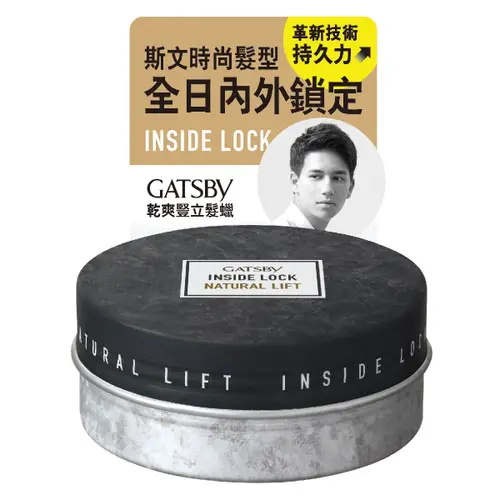 革新技術
持久力
斯文時尚髮型
全日內外鎖定
INSIDE LOCK
GATSBY
乾爽豎立髮蠟
GATSBY
INSIDE LOCK
NATURAL LIFT
NATURAL LIFT INSIDE LOCK